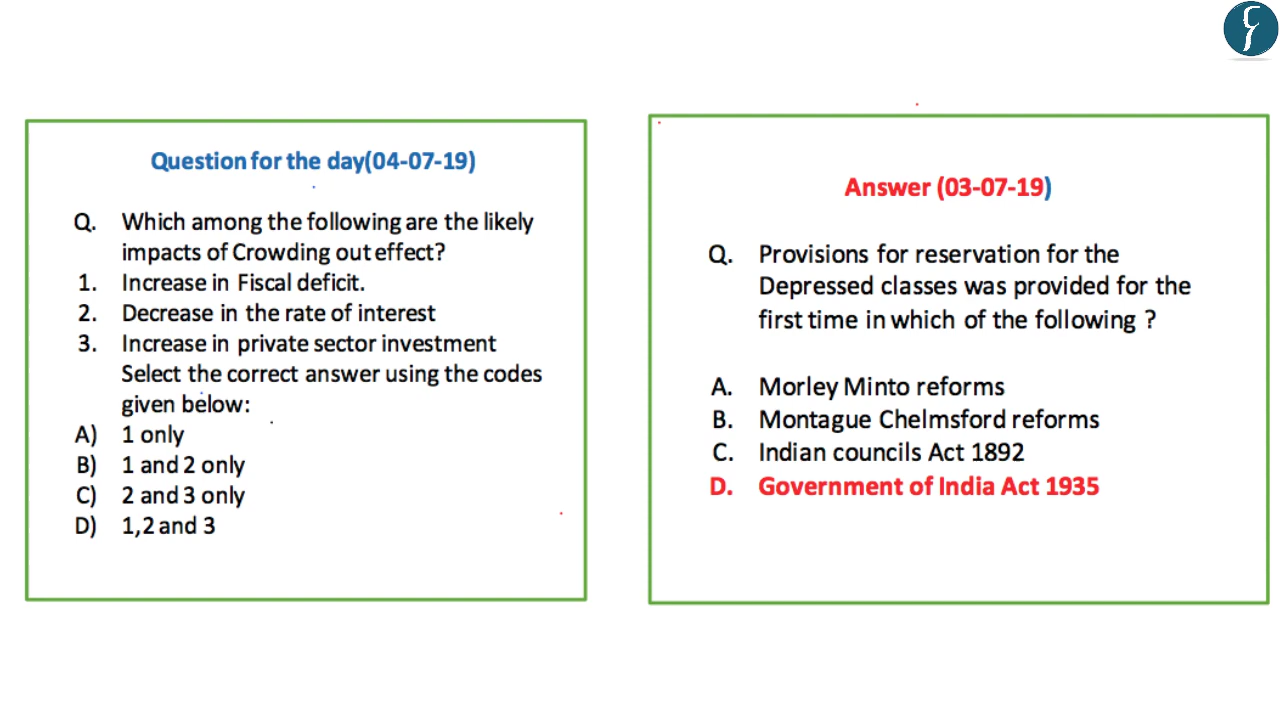 Question for the day(04-07-19)
Q. Which among the following are the likely
impacts of Crowding out effect?
1. Increase in Fiscal deficit.
2. Decrease in the rate of interest
3. Increase in private sector investment
Select the correct answer using the codes
given below:
A) 1 only
B) 1 and 2 only
C) 2 and 3 only
D) 1,2 and 3
Answer (03-07-19)
Q. Provisions for reservation for the
Depressed classes was provided for the
first time in which of the following ?
A. Morley Minto reforms
B. Montague Chelmsford reforms
C. Indian councils Act 1892
D. Government of India Act 1935